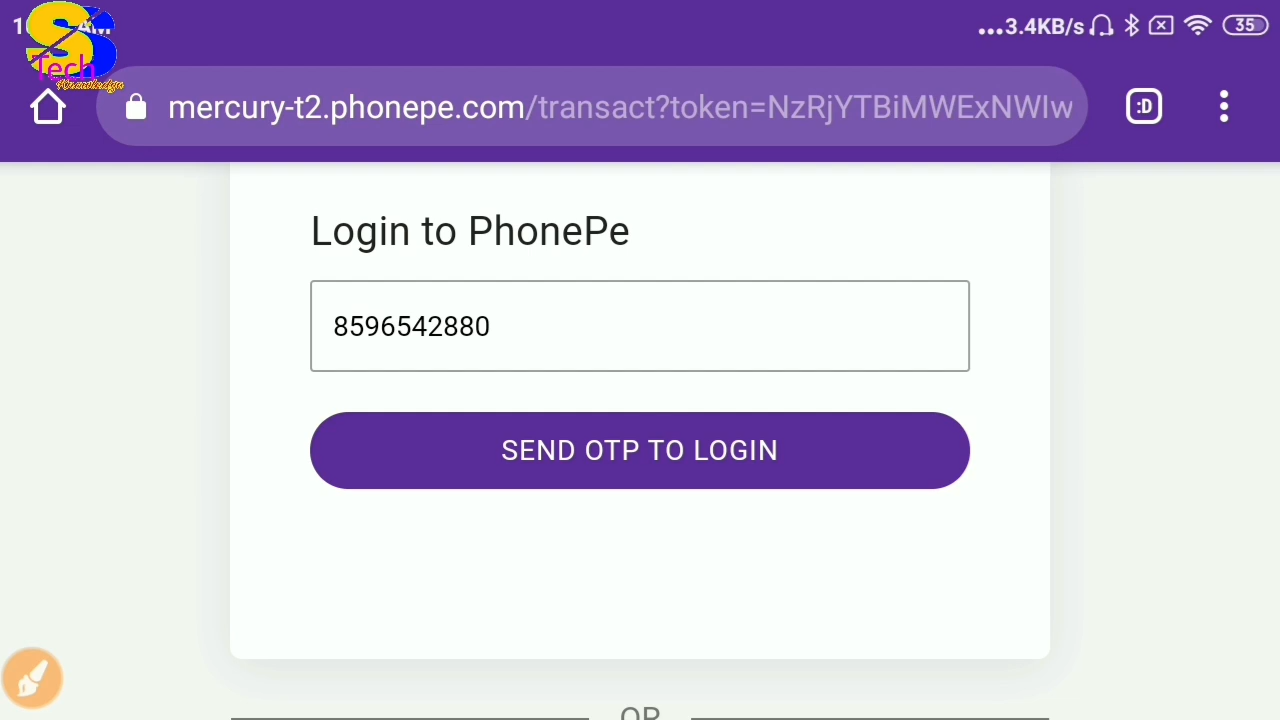 ...3.4KB/s 35
S
Tech
Knowledge
mercury-t2.phonepe.com/transact?token=NzRjYTBiMWExNWIw
:D
Login to PhonePe
8596542880
SEND OTP TO LOGIN
OR